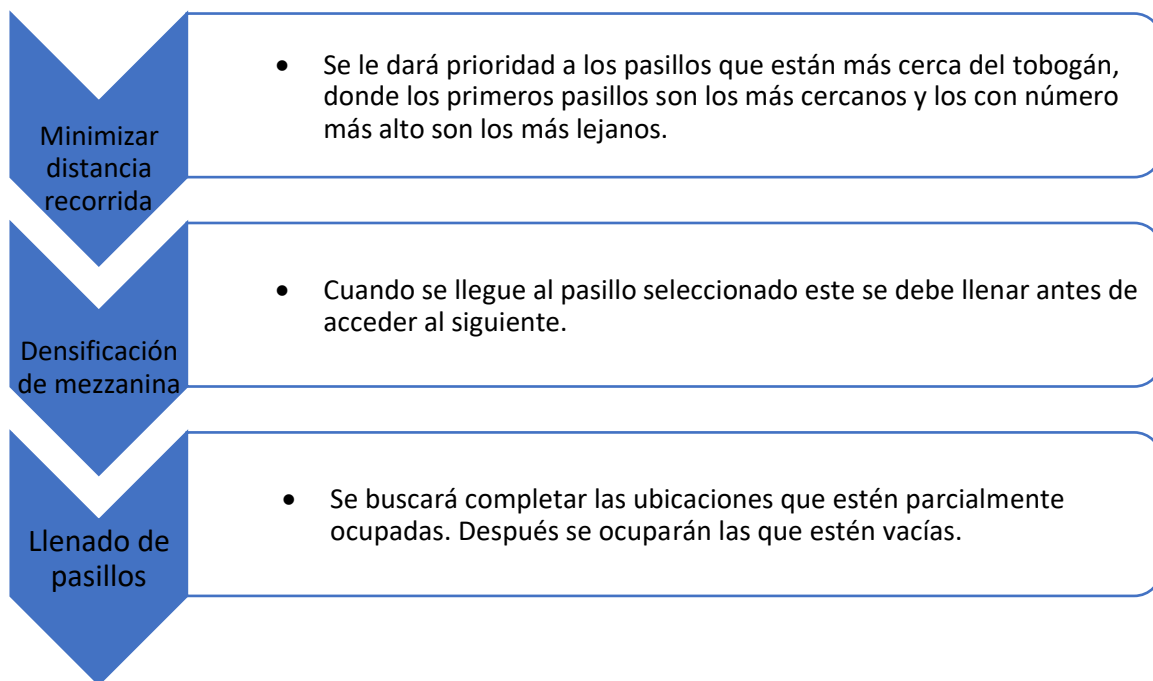 Minimizar
distancia
recorrida
• Se le dará prioridad a los pasillos que están más cerca del tobogán,
donde los primeros pasillos son los más cercanos y los con número
más alto son los más lejanos.
Densificación
de mezzanina
• Cuando se llegue al pasillo seleccionado este se debe llenar antes de
acceder al siguiente.
Llenado de
pasillos
• Se buscará completar las ubicaciones que estén parcialmente
ocupadas. Después se ocuparán las que estén vacías.